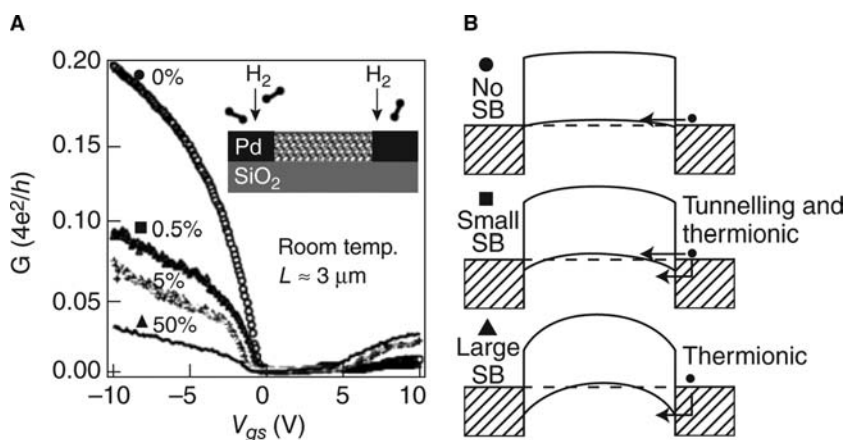 A
B
0.20
0.15
0.10
0.05
0.00
G (4e²/h)
−10
−5
0
5
10
V_gs (V)
0%
0.5%
5%
50%
H₂
H₂
Pd
SiO₂
Room temp.
L ≈ 3 μm
No
SB
Small
SB
Tunnelling and
thermionic
Large
SB
Thermionic